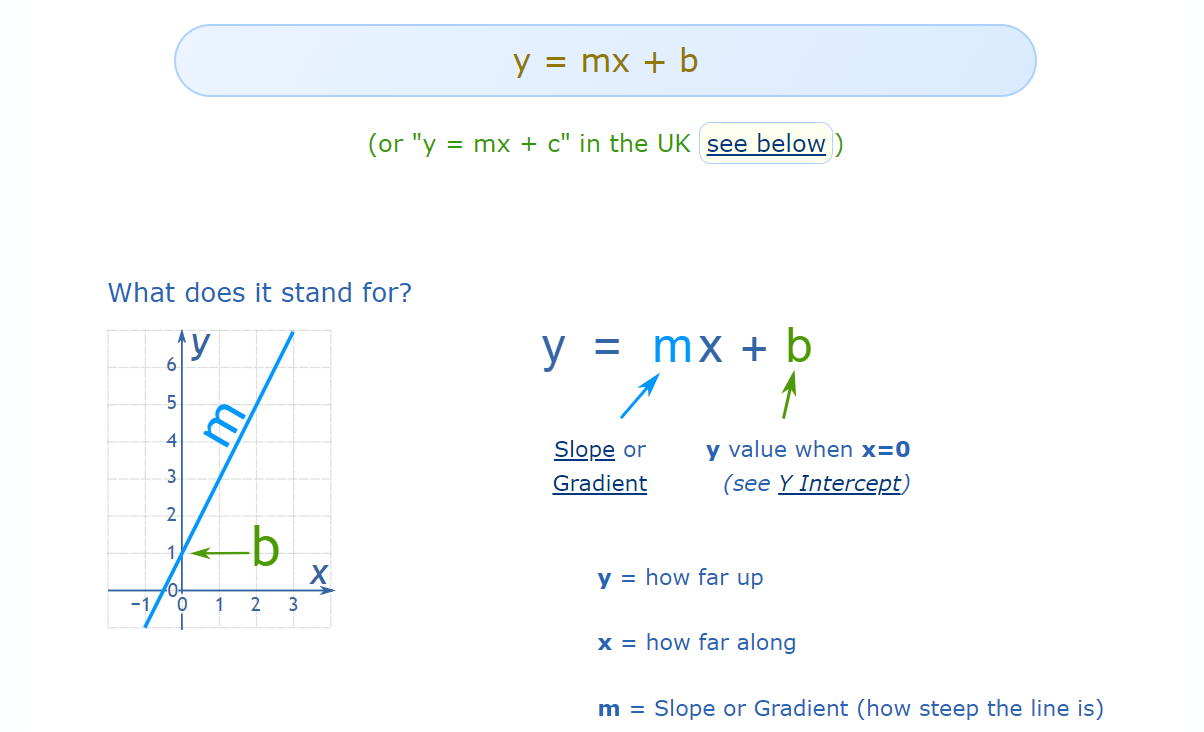 y = mx + b
(or "y = mx + c" in the UK see below )
What does it stand for?
y
6
5
4
3
2
1
0
−1 0 1 2 3
x
m
b
y = mx + b
Slope or
Gradient
y value when x=0
(see Y Intercept)
y = how far up
x = how far along
m = Slope or Gradient (how steep the line is)